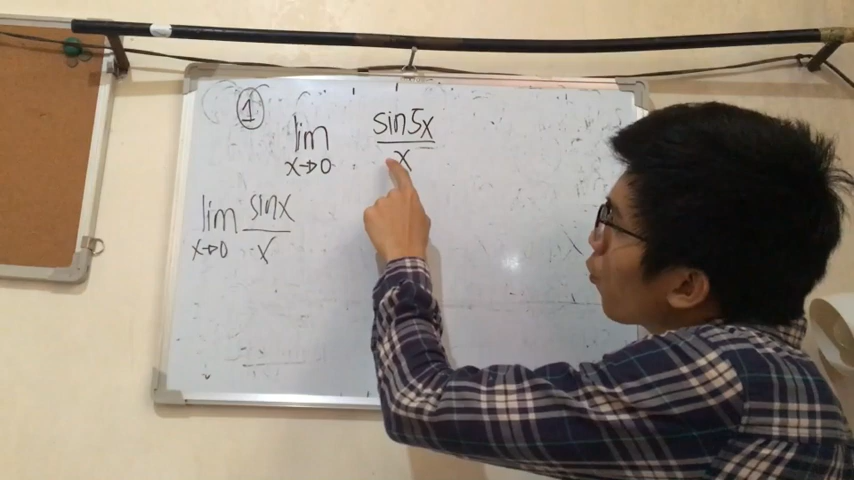 1
lim sin5x
x→0 x
lim sinx
x→0 x